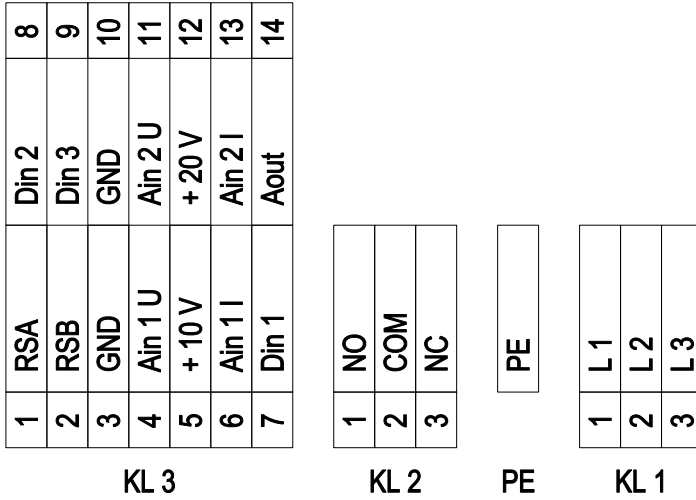 8 9 10 11 12 13 14
Din 2 Din 3 GND Ain 2 U + 20 V Ain 2 I Aout
RSA RSB GND Ain 1 U + 10 V Ain 1 I Din 1 NO COM NC PE L 1 L 2 L 3
1 2 3 4 5 6 7 1 2 3 1 2 3
KL 3 KL 2 PE KL 1